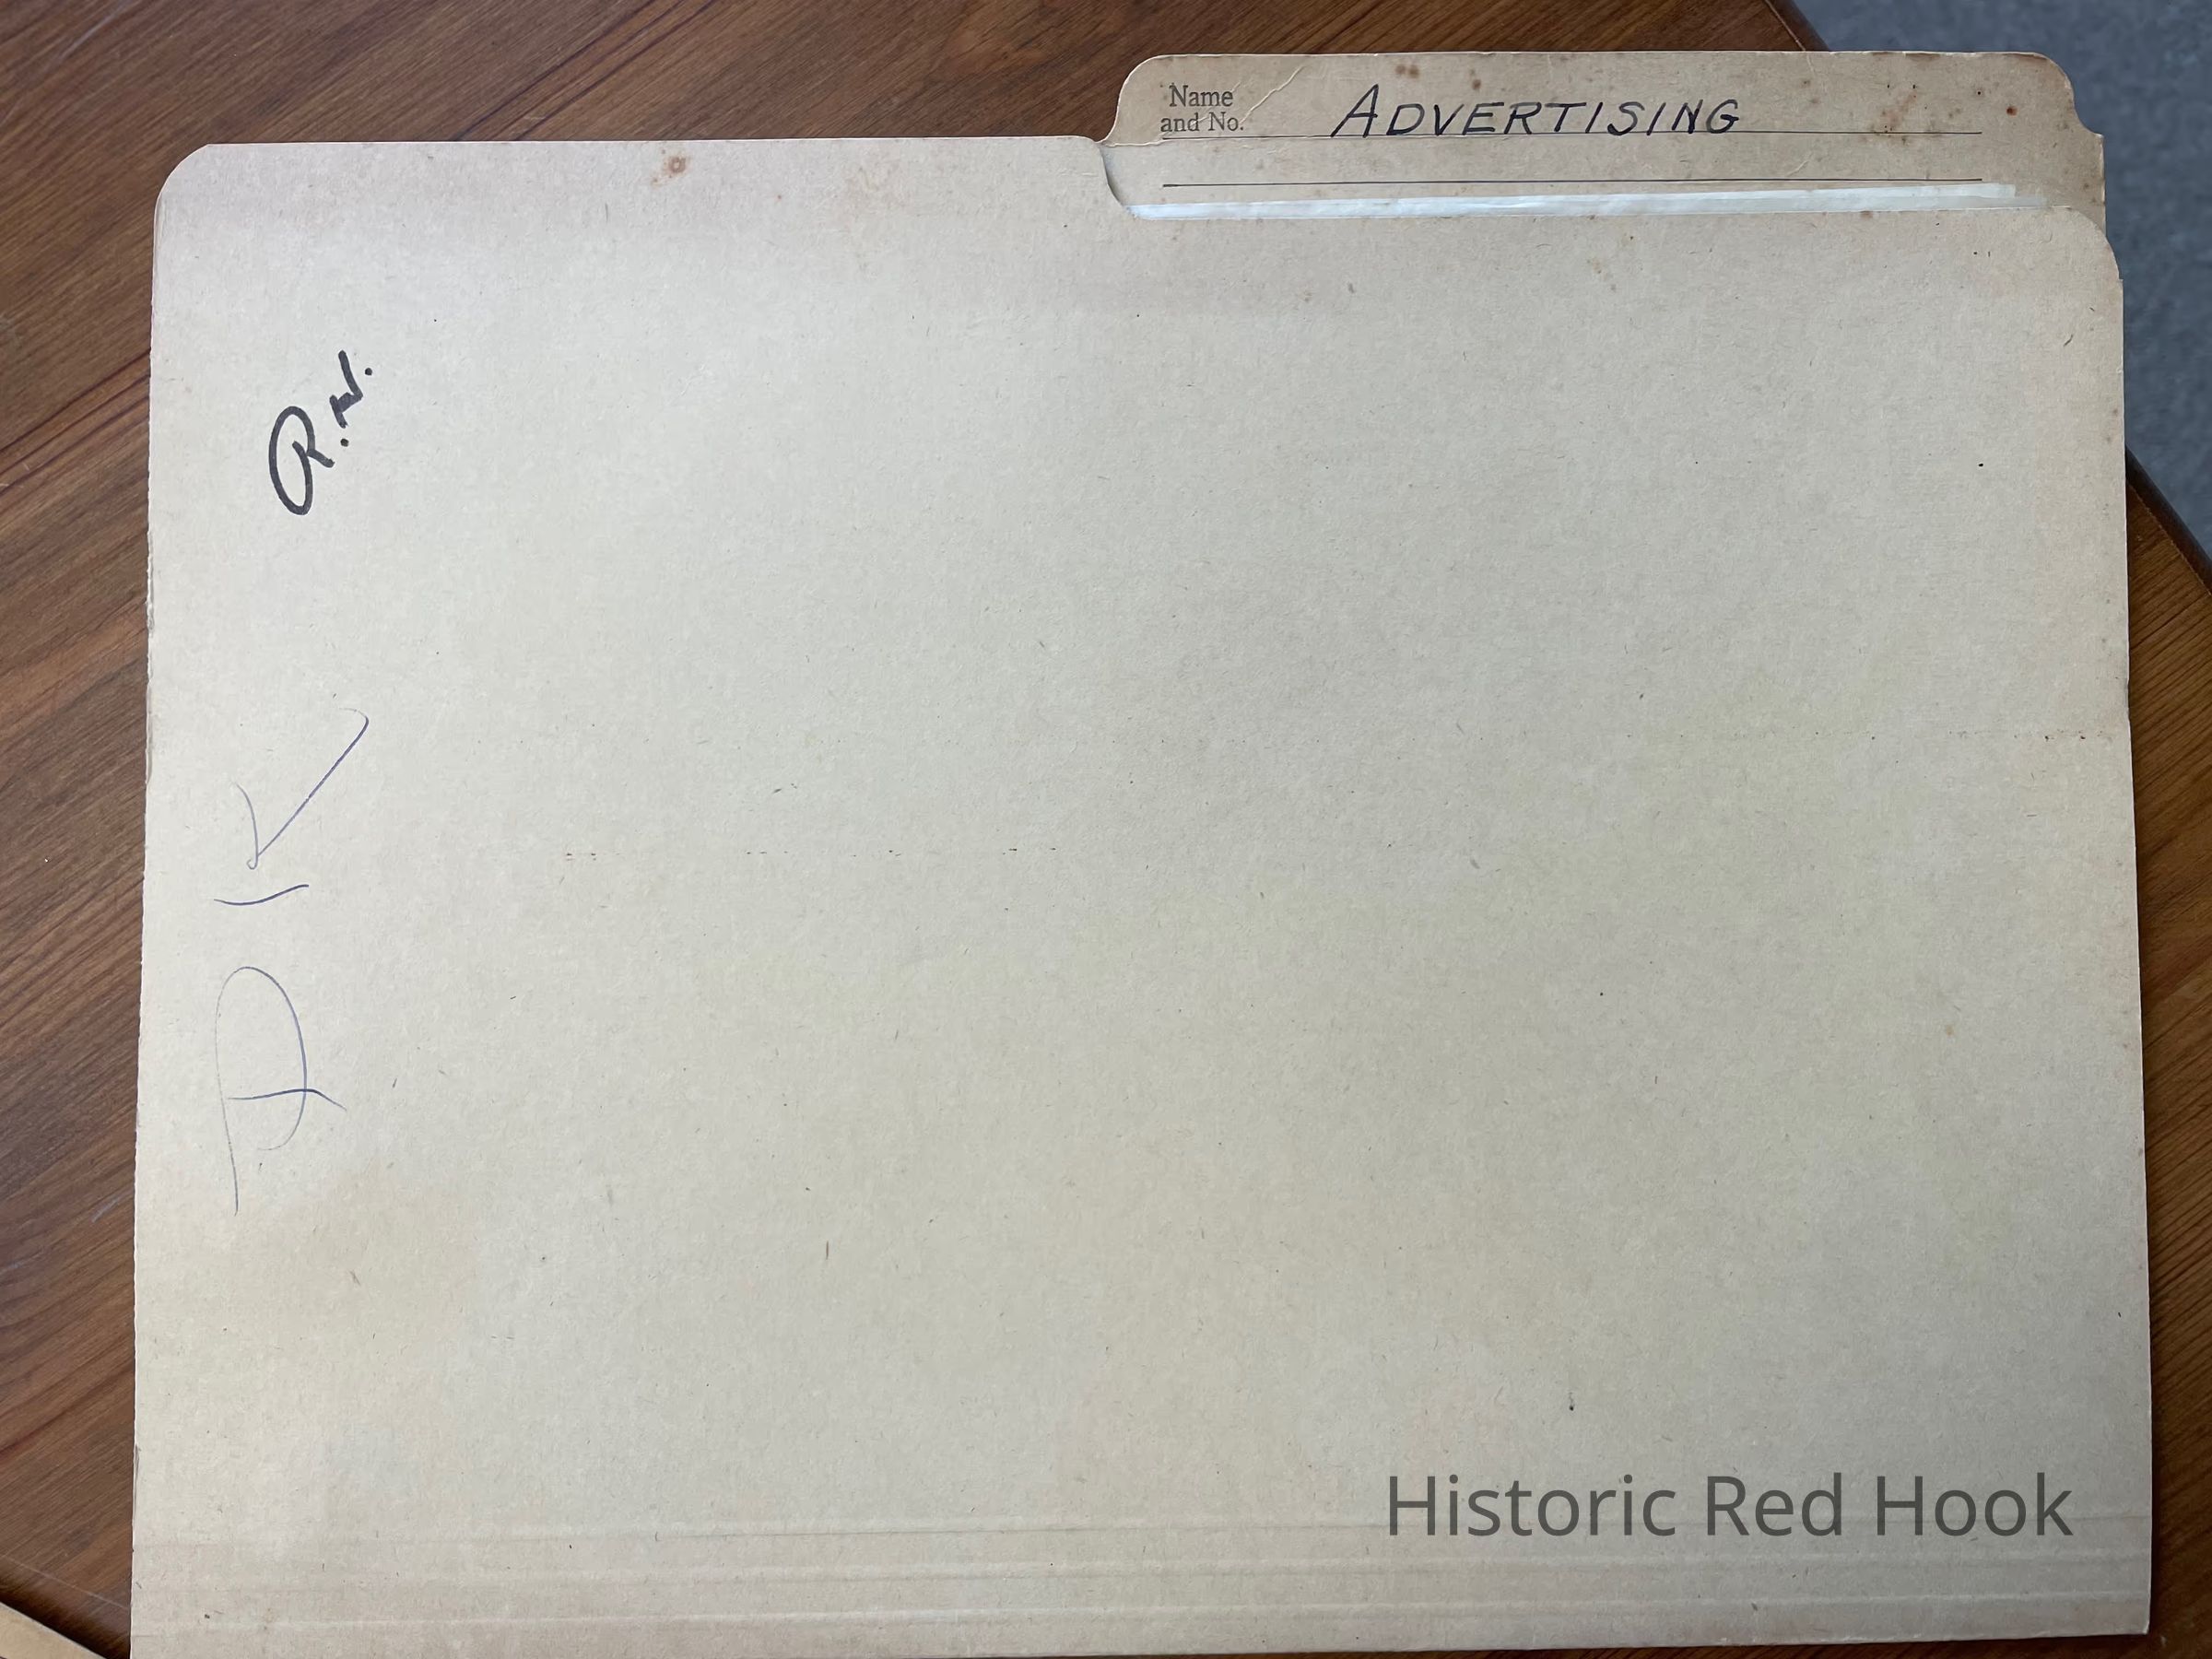 Name
and No.
ADVERTISING
R.N.
Historic Red Hook